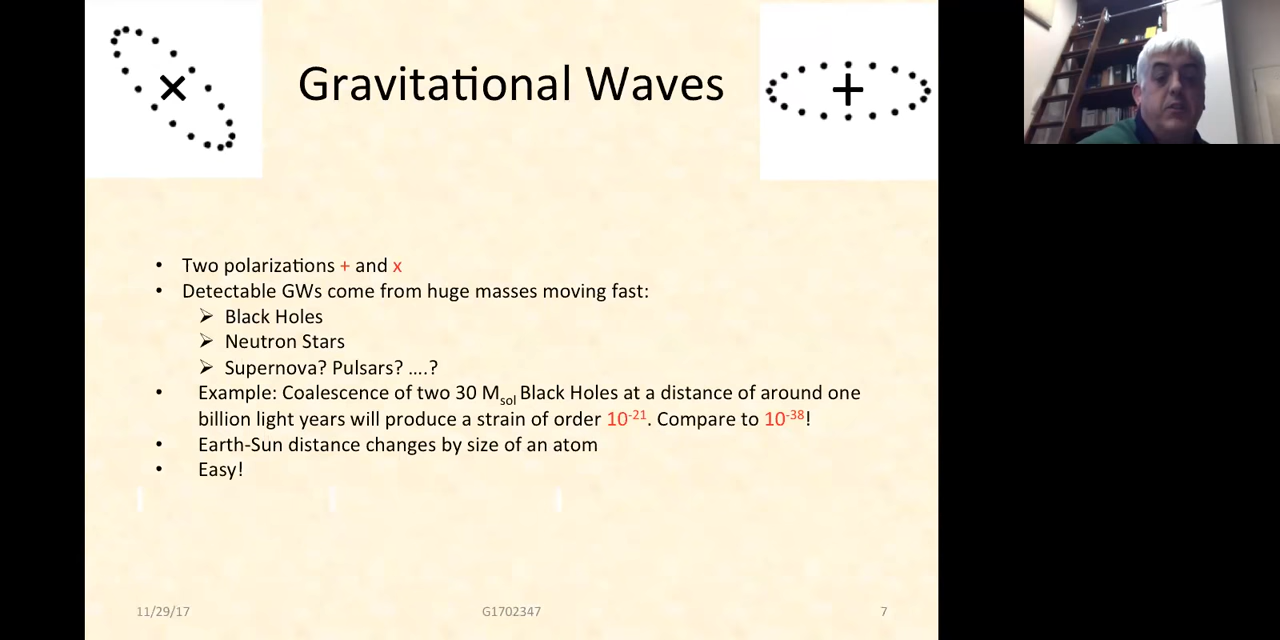 Gravitational Waves
• Two polarizations + and x
• Detectable GWs come from huge masses moving fast:
➢ Black Holes
➢ Neutron Stars
➢ Supernova? Pulsars? ....?
• Example: Coalescence of two 30 Msol Black Holes at a distance of around one
billion light years will produce a strain of order 10^-21. Compare to 10^-38!
• Earth-Sun distance changes by size of an atom
• Easy!
11/29/17 G1702347 7